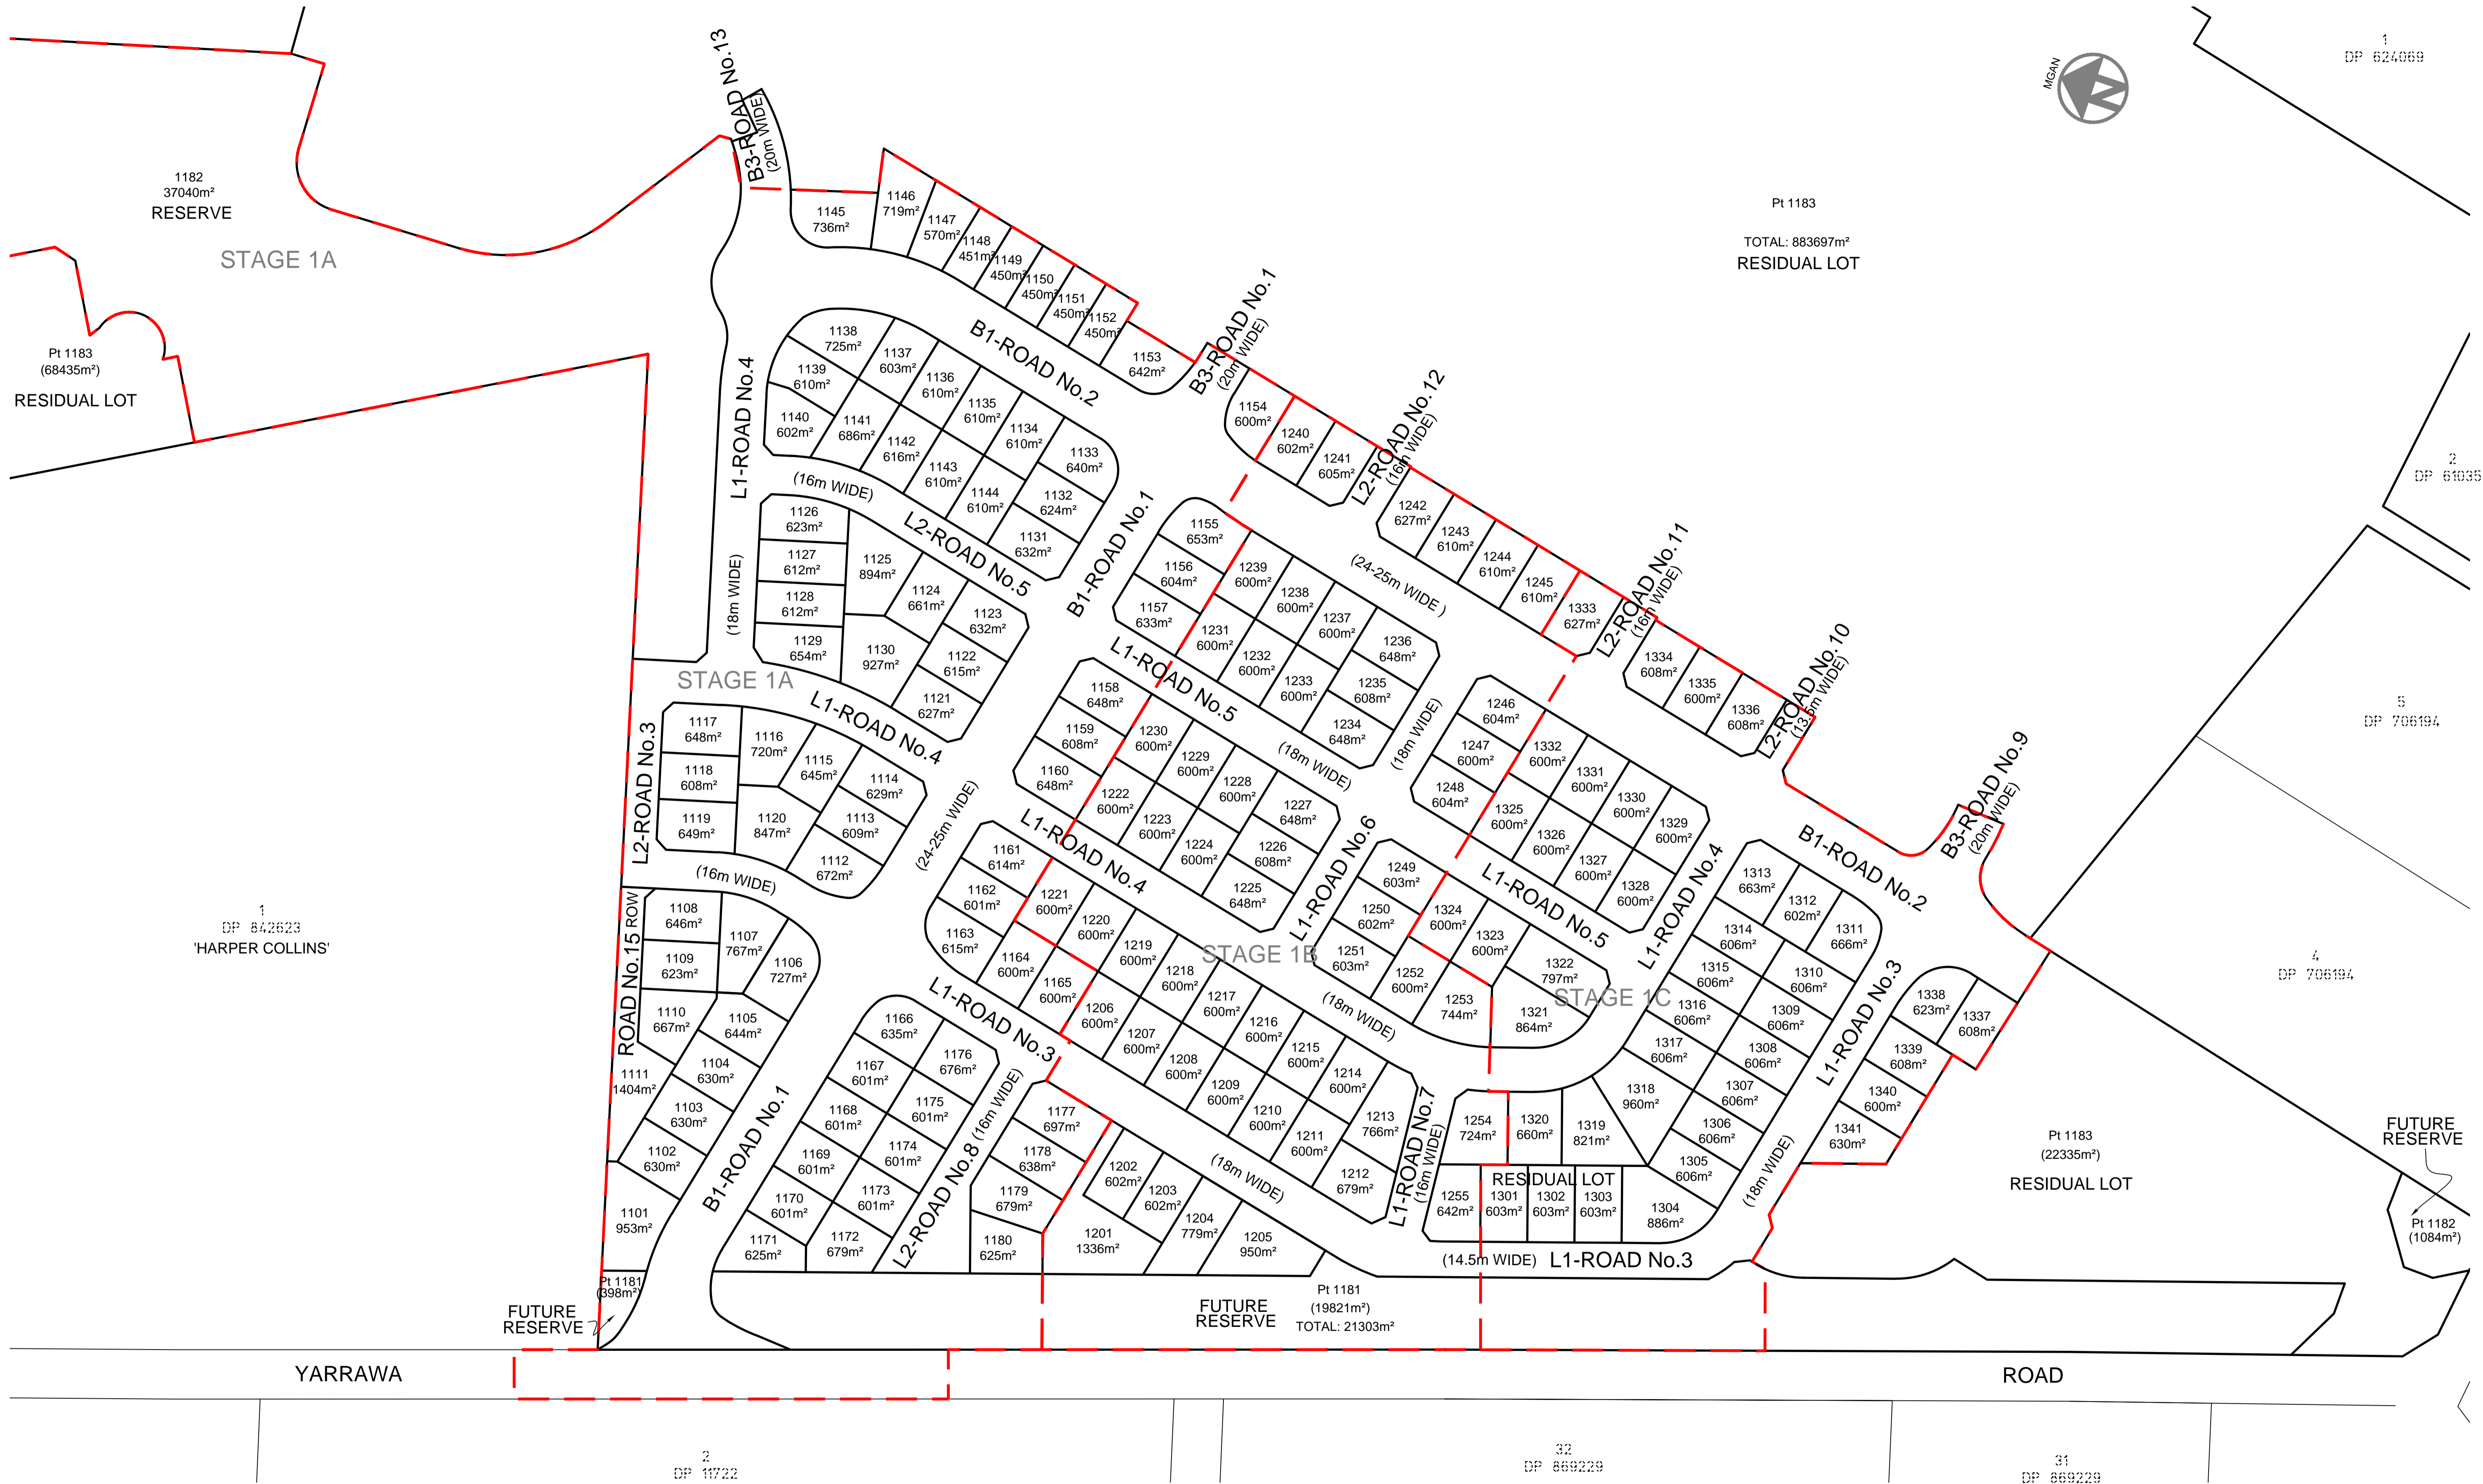 1
DP 624069
MGAN
N
B3-ROAD No.13
(20m WIDE)
1182
37040m²
RESERVE
STAGE 1A
Pt 1183
TOTAL: 883697m²
RESIDUAL LOT
Pt 1183
(68435m²)
RESIDUAL LOT
1145
736m²
1146
719m²
1147
570m²
1148
451m²
1149
450m²
1150
450m²
1151
450m²
1152
450m²
1153
642m²
B3-ROAD No.1
(20m WIDE)
B1-ROAD No.2
L1-ROAD No.4
1138
725m²
1137
603m²
1136
610m²
1135
610m²
1134
610m²
1133
640m²
1139
610m²
1140
602m²
1141
686m²
1142
616m²
1143
610m²
1144
610m²
1132
624m²
1131
632m²
1154
600m²
1240
602m²
1241
605m²
L2-ROAD No.12
(16m WIDE)
1242
627m²
1243
610m²
1244
610m²
1245
610m²
1333
627m²
L2-ROAD No.11
(16m WIDE)
1334
608m²
1335
600m²
1336
608m²
L2-ROAD No.10
(13.5m WIDE)
B3-ROAD No.9
(20m WIDE)
2
DP 61035
5
DP 706194
4
DP 706194
(16m WIDE)
L2-ROAD No.5
B1-ROAD No.1
(24-25m WIDE )
(18m WIDE)
1126
623m²
1127
612m²
1128
612m²
1129
654m²
1125
894m²
1124
661m²
1123
632m²
1122
615m²
1130
927m²
1121
627m²
STAGE 1A
L1-ROAD No.4
1155
653m²
1156
604m²
1157
633m²
1239
600m²
1238
600m²
1237
600m²
1236
648m²
1231
600m²
1232
600m²
1233
600m²
1235
608m²
1234
648m²
L1-ROAD No.5
(18m WIDE)
(18m WIDE)
1246
604m²
1247
600m²
1248
604m²
1332
600m²
1331
600m²
1330
600m²
1329
600m²
1325
600m²
1326
600m²
1327
600m²
1328
600m²
B1-ROAD No.2
L2-ROAD No.3
1117
648m²
1118
608m²
1119
649m²
1116
720m²
1115
645m²
1114
629m²
1120
847m²
1113
609m²
1112
672m²
(16m WIDE)
(24-25m WIDE)
1158
648m²
1159
608m²
1160
648m²
1230
600m²
1229
600m²
1228
600m²
1227
648m²
1222
600m²
1223
600m²
1224
600m²
1226
608m²
1225
648m²
L1-ROAD No.4
L1-ROAD No.6
1249
603m²
1250
602m²
1251
603m²
1252
600m²
1253
744m²
1324
600m²
1323
600m²
1322
797m²
1321
864m²
L1-ROAD No.5
L1-ROAD No.4
STAGE 1B
STAGE 1C
(18m WIDE)
1313
663m²
1312
602m²
1311
666m²
1314
606m²
1310
606m²
1315
606m²
1309
606m²
1316
606m²
1308
606m²
1317
606m²
1307
606m²
1318
960m²
1306
606m²
1305
606m²
1304
886m²
L1-ROAD No.3
(18m WIDE)
1338
623m²
1337
608m²
1339
608m²
1340
600m²
1341
630m²
1
DP 842623
'HARPER COLLINS'
ROAD No.15 ROW
1108
646m²
1109
623m²
1107
767m²
1106
727m²
1110
667m²
1105
644m²
1111
1404m²
1104
630m²
1103
630m²
1102
630m²
1101
953m²
B1-ROAD No.1
1161
614m²
1162
601m²
1163
615m²
1164
600m²
1165
600m²
1221
600m²
1220
600m²
1219
600m²
1218
600m²
1217
600m²
1216
600m²
1215
600m²
1214
600m²
1213
766m²
1206
600m²
1207
600m²
1208
600m²
1209
600m²
1210
600m²
1211
600m²
1212
679m²
L1-ROAD No.3
(18m WIDE)
L1-ROAD No.7
(16m WIDE)
1166
635m²
1176
676m²
1167
601m²
1175
601m²
1168
601m²
1174
601m²
1169
601m²
1173
601m²
1170
601m²
1171
625m²
1172
679m²
L2-ROAD No.8 (16m WIDE)
1177
697m²
1178
638m²
1179
679m²
1180
625m²
1202
602m²
1203
602m²
1201
1336m²
1204
779m²
1205
950m²
1254
724m²
1320
660m²
1319
821m²
RESIDUAL LOT
1255
642m²
1301
603m²
1302
603m²
1303
603m²
(14.5m WIDE) L1-ROAD No.3
Pt 1183
(22335m²)
RESIDUAL LOT
FUTURE
RESERVE
Pt 1182
(1084m²)
Pt 1181
(398m²)
FUTURE
RESERVE
FUTURE
RESERVE
Pt 1181
(19821m²)
TOTAL: 21303m²
YARRAWA
ROAD
2
DP 11722
32
DP 869229
31
DP 869229